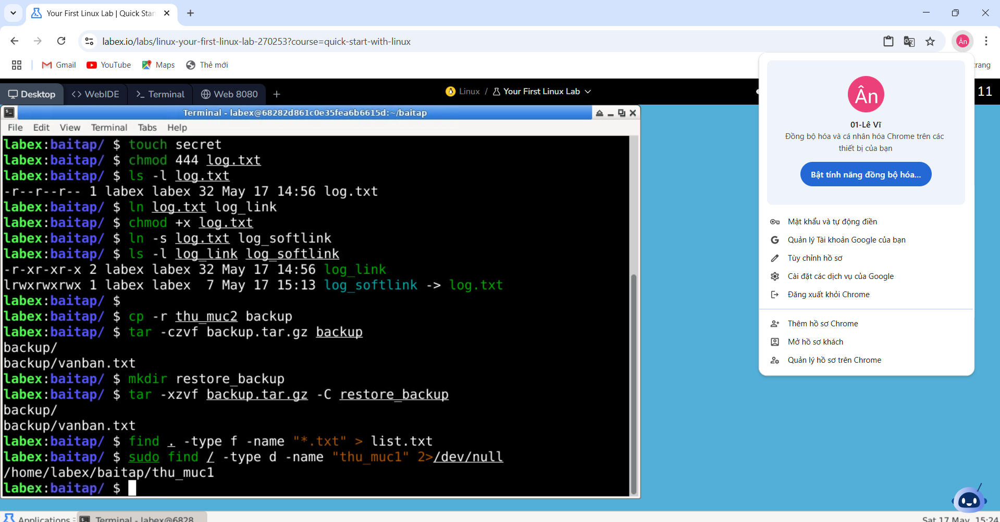 Your First Linux Lab | Quick Star
labex.io/labs/linux-your-first-linux-lab-270253?course=quick-start-with-linux
Ân
Gmail
YouTube
Maps
Thẻ mới
trang
Desktop
WebIDE
Terminal
Web 8080
Linux / Your First Linux Lab
11
Terminal - labex@68282d861c0e35fea6b6615d:~/baitap
File Edit View Terminal Tabs Help
labex:baitap/ $ touch secret
labex:baitap/ $ chmod 444 log.txt
labex:baitap/ $ ls -l log.txt
-r--r--r-- 1 labex labex 32 May 17 14:56 log.txt
labex:baitap/ $ ln log.txt log_link
labex:baitap/ $ chmod +x log.txt
labex:baitap/ $ ln -s log.txt log_softlink
labex:baitap/ $ ls -l log_link log_softlink
-r-xr-xr-x 2 labex labex 32 May 17 14:56 log_link
lrwxrwxrwx 1 labex labex  7 May 17 15:13 log_softlink -> log.txt
labex:baitap/ $
labex:baitap/ $ cp -r thu_muc2 backup
labex:baitap/ $ tar -czvf backup.tar.gz backup
backup/
backup/vanban.txt
labex:baitap/ $ mkdir restore_backup
labex:baitap/ $ tar -xzvf backup.tar.gz -C restore_backup
backup/
backup/vanban.txt
labex:baitap/ $ find . -type f -name "*.txt" > list.txt
labex:baitap/ $ sudo find / -type d -name "thu_muc1" 2>/dev/null
/home/labex/baitap/thu_muc1
labex:baitap/ $
Ân
01-Lê Vĩ
Đồng bộ hóa và cá nhân hóa Chrome trên các
thiết bị của bạn
Bật tính năng đồng bộ hóa...
Mật khẩu và tự động điền
Quản lý Tài khoản Google của bạn
Tùy chỉnh hồ sơ
Cài đặt các dịch vụ của Google
Đăng xuất khỏi Chrome
Thêm hồ sơ Chrome
Mở hồ sơ khách
Quản lý hồ sơ trên Chrome
Applications
Terminal - labex@6828
Sat 17 May, 15:24